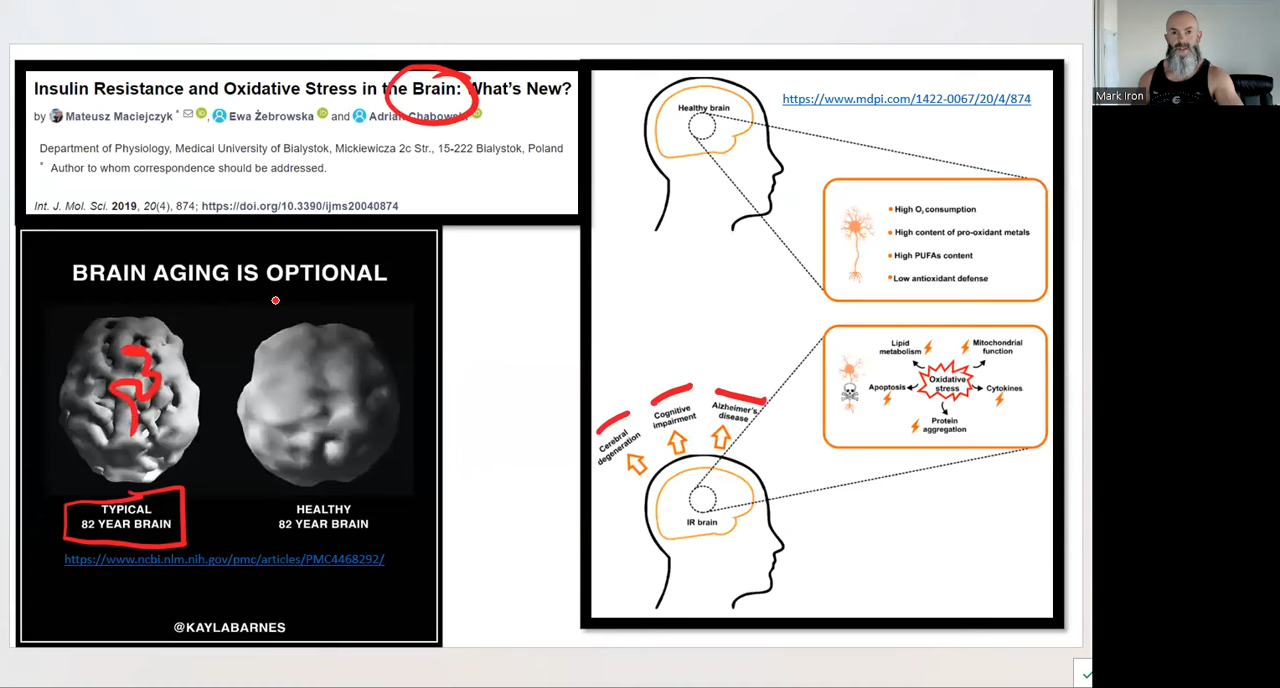 Insulin Resistance and Oxidative Stress in the Brain: What's New?
by Mateusz Maciejczyk * , Ewa Żebrowska and Adrian Chabowski
Department of Physiology, Medical University of Bialystok, Mickiewicza 2c Str., 15-222 Bialystok, Poland
* Author to whom correspondence should be addressed.
Int. J. Mol. Sci. 2019, 20(4), 874; https://doi.org/10.3390/ijms20040874
BRAIN AGING IS OPTIONAL
TYPICAL
82 YEAR BRAIN
HEALTHY
82 YEAR BRAIN
https://www.ncbi.nlm.nih.gov/pmc/articles/PMC4468292/
@KAYLABARNES
Healthy brain
https://www.mdpi.com/1422-0067/20/4/874
• High O2 consumption
• High content of pro-oxidant metals
• High PUFAs content
• Low antioxidant defense
Lipid
metabolism
Mitochondrial
function
Apoptosis
Oxidative
stress
Cytokines
Protein
aggregation
Cerebral
degeneration
Cognitive
impairment
Alzheimer's
disease
IR brain
Mark Iron